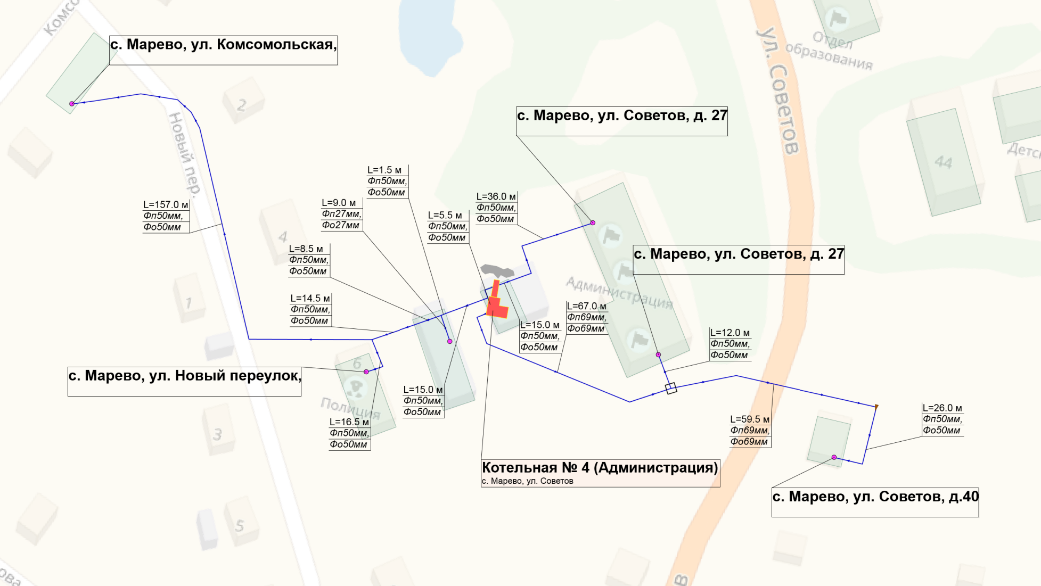 Комсо
с. Марево, ул. Комсомольская,
Отдел
образования
ул. Советов
2
Новый пер.
с. Марево, ул. Советов, д. 27
44
Детс
L=1.5 м
Фп50мм,
Фо50мм
L=157.0 м
Фп50мм,
Фо50мм
L=9.0 м
Фп27мм,
Фо27мм
L=5.5 м
Фп50мм,
Фо50мм
L=36.0 м
Фп50мм,
Фо50мм
4
L=8.5 м
Фп50мм,
Фо50мм
с. Марево, ул. Советов, д. 27
Администрация
1
L=14.5 м
Фп50мм,
Фо50мм
L=15.0 м
Фп50мм,
Фо50мм
L=67.0 м
Фп69мм,
Фо69мм
L=12.0 м
Фп50мм,
Фо50мм
6
с. Марево, ул. Новый переулок,
Полиция
L=15.0 м
Фп50мм,
Фо50мм
3
L=16.5 м
Фп50мм,
Фо50мм
L=59.5 м
Фп69мм,
Фо69мм
L=26.0 м
Фп50мм,
Фо50мм
Котельная № 4 (Администрация)
с. Марево, ул. Советов
с. Марево, ул. Советов, д.40
5
ова
в